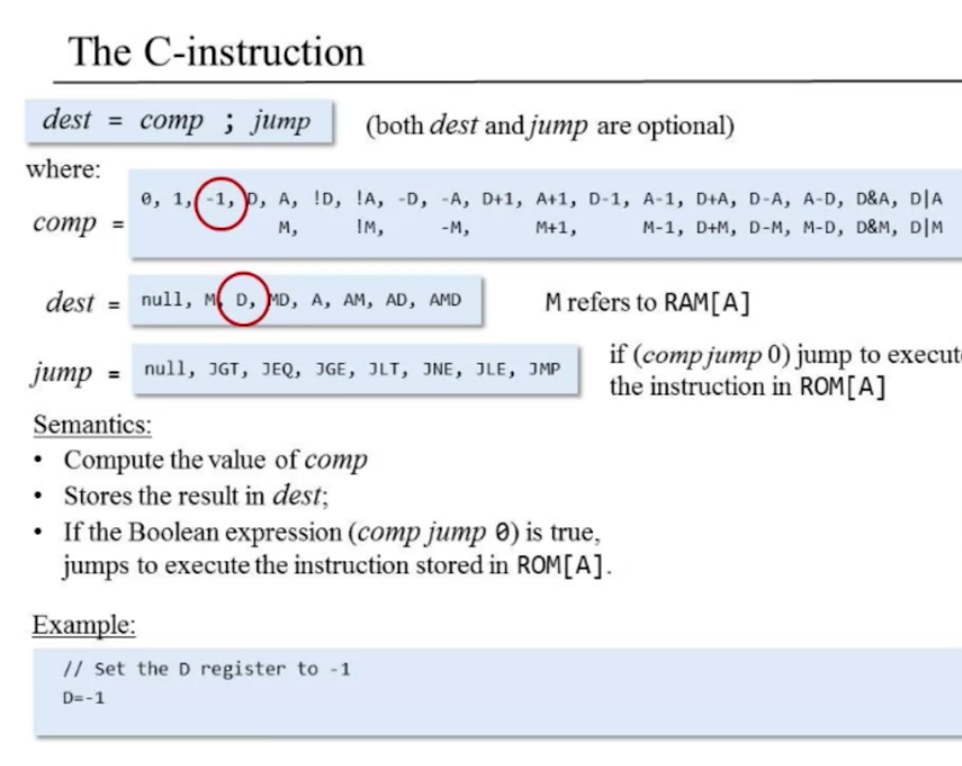 The C-instruction
dest = comp ; jump (both dest and jump are optional)
where:
comp =
0, 1, -1, D, A, !D, !A, -D, -A, D+1, A+1, D-1, A-1, D+A, D-A, A-D, D&A, D|A
M, !M, -M, M+1, M-1, D+M, D-M, M-D, D&M, D|M
dest = null, M, D, MD, A, AM, AD, AMD M refers to RAM[A]
jump = null, JGT, JEQ, JGE, JLT, JNE, JLE, JMP
if (comp jump 0) jump to execut
the instruction in ROM[A]
Semantics:
• Compute the value of comp
• Stores the result in dest;
• If the Boolean expression (comp jump 0) is true,
jumps to execute the instruction stored in ROM[A].
Example:
// Set the D register to -1
D=-1